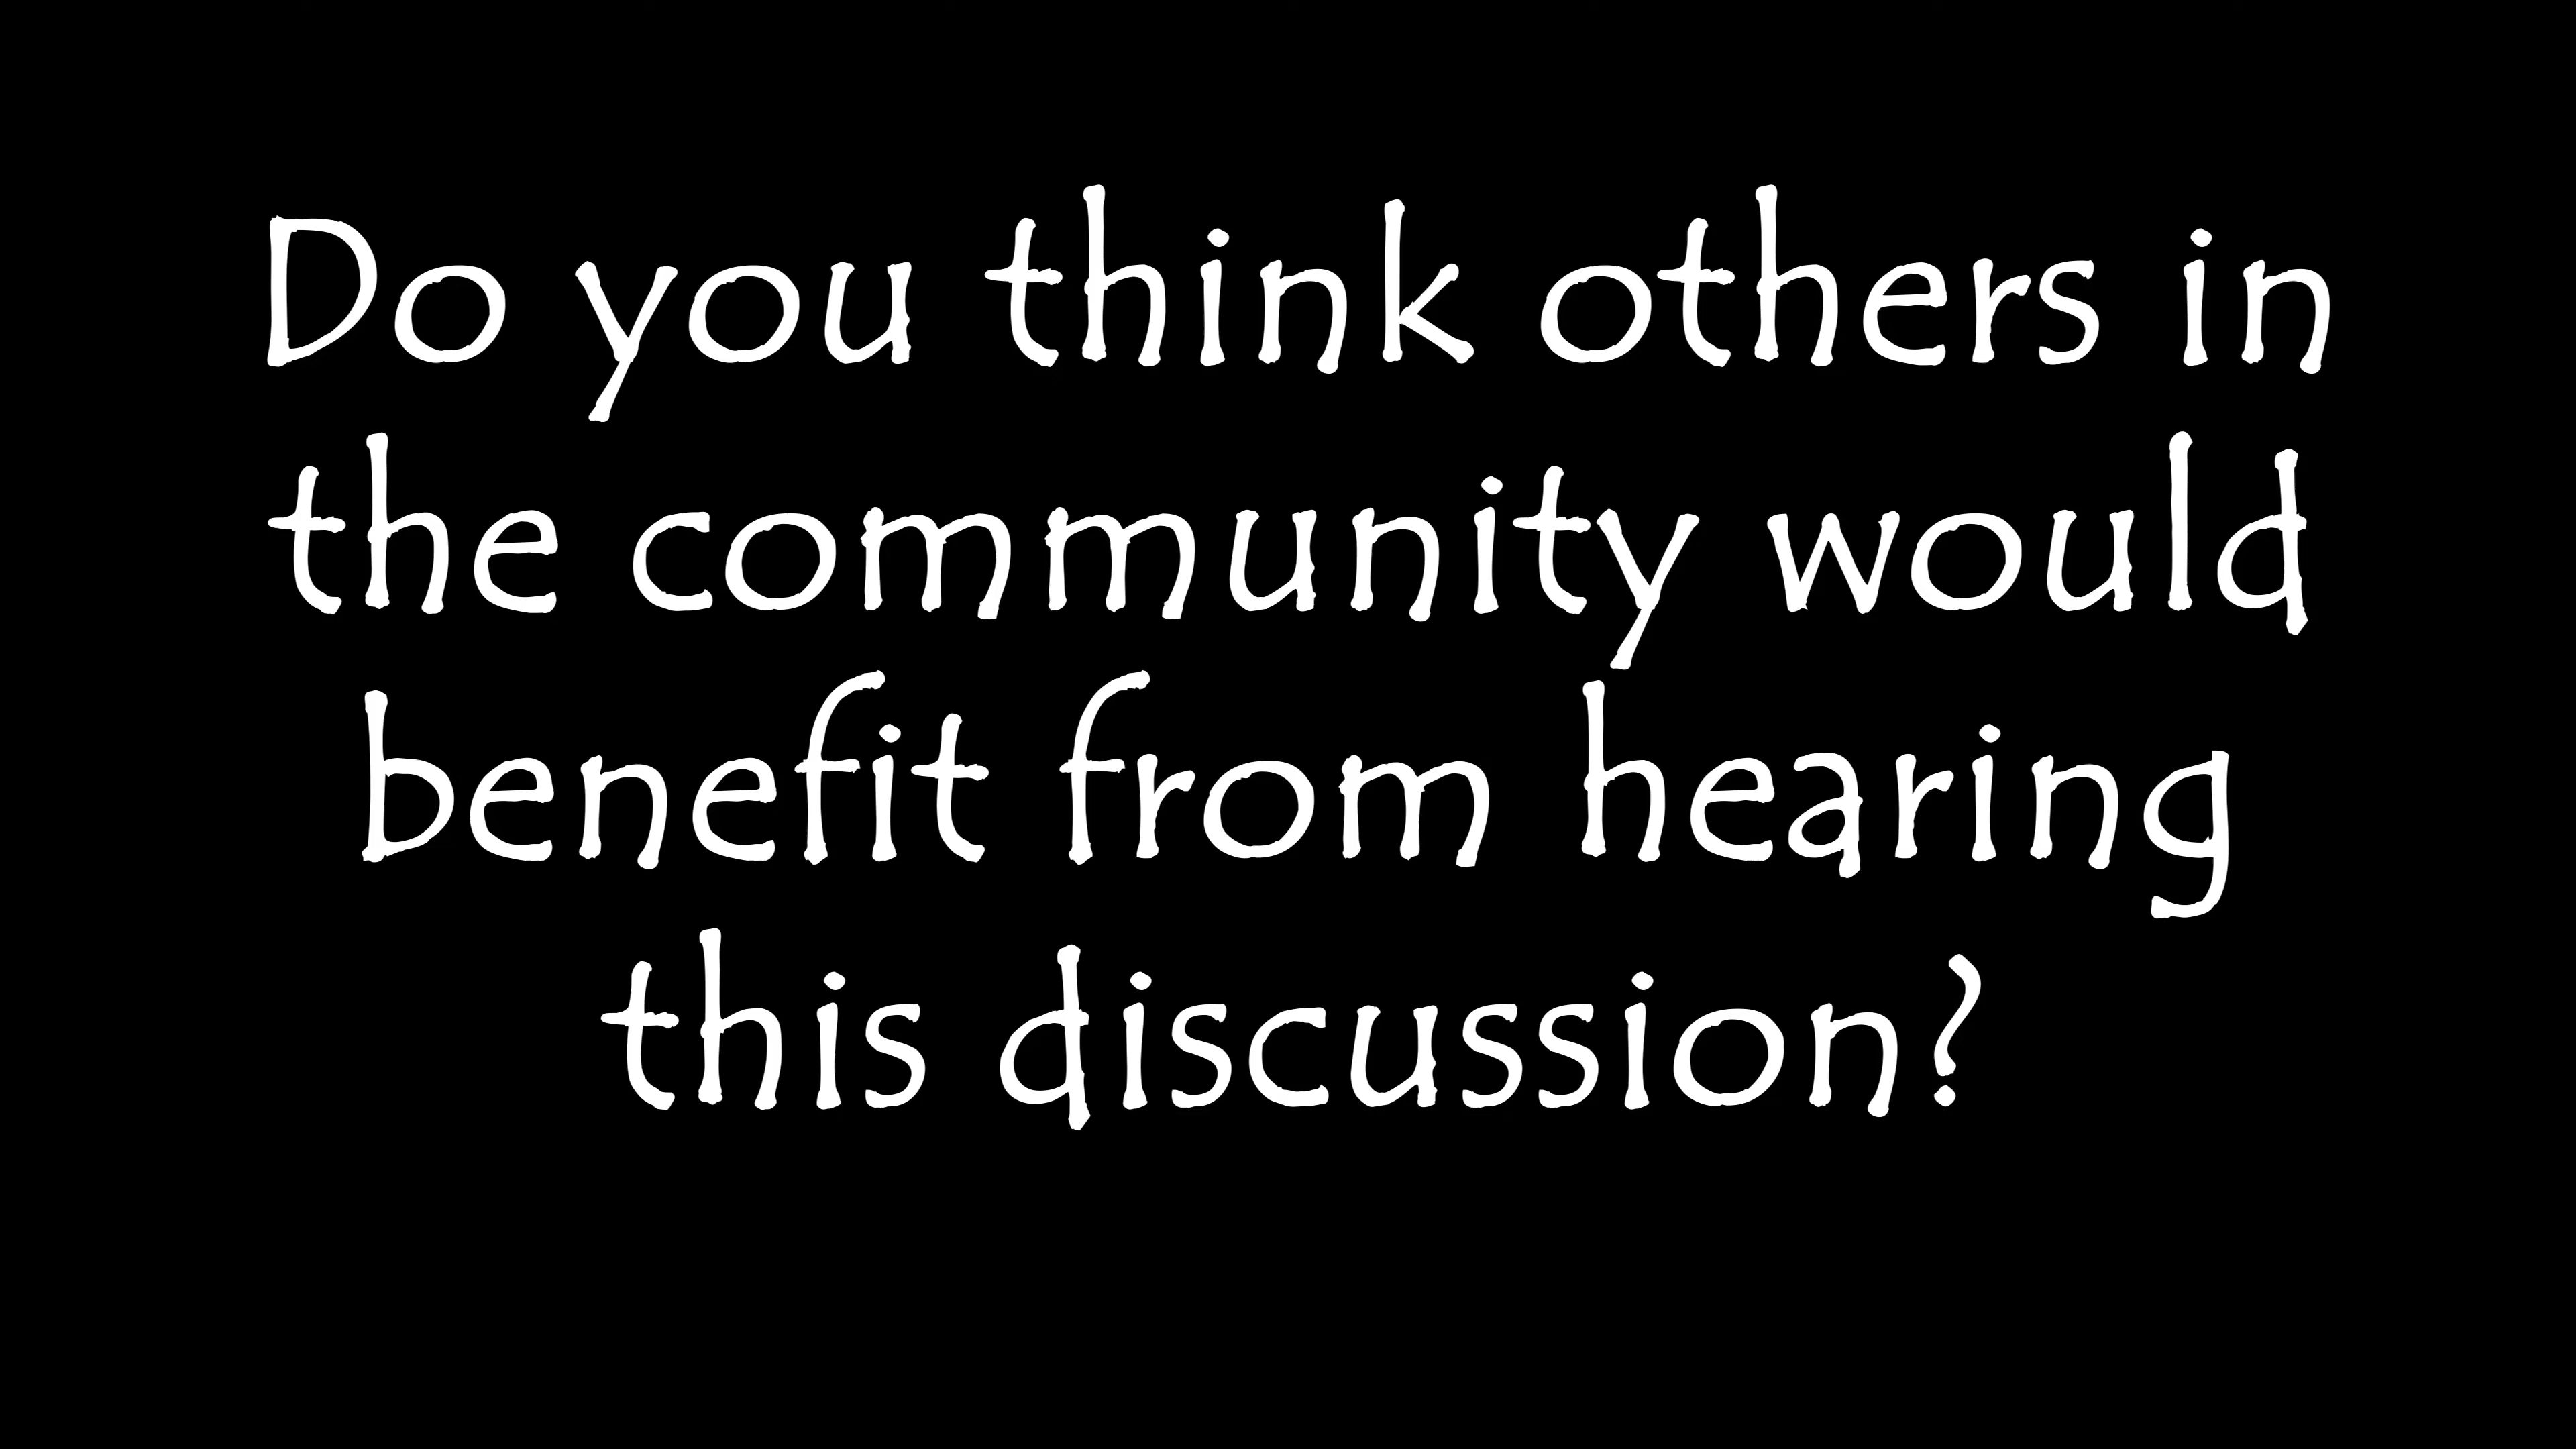 Do you think others in
the community would
benefit from hearing
this discussion?